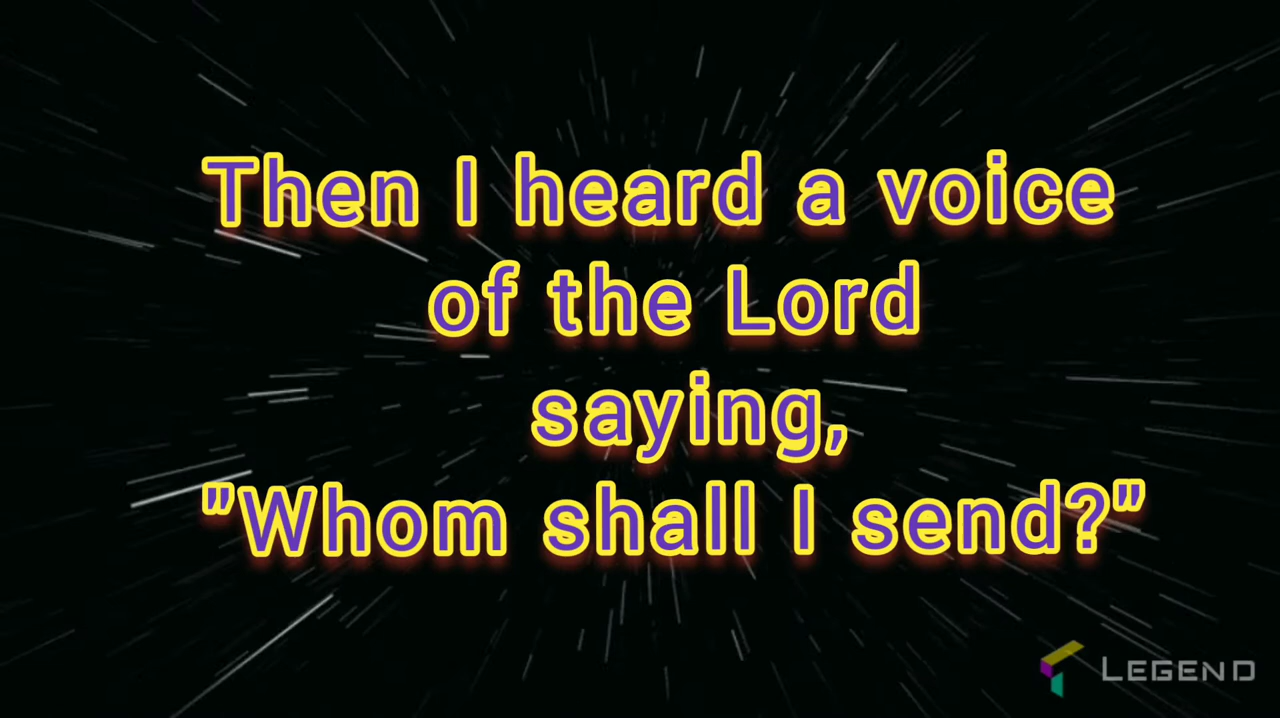 Then I heard a voice
of the Lord
saying,
"Whom shall I send?"
LEGEND